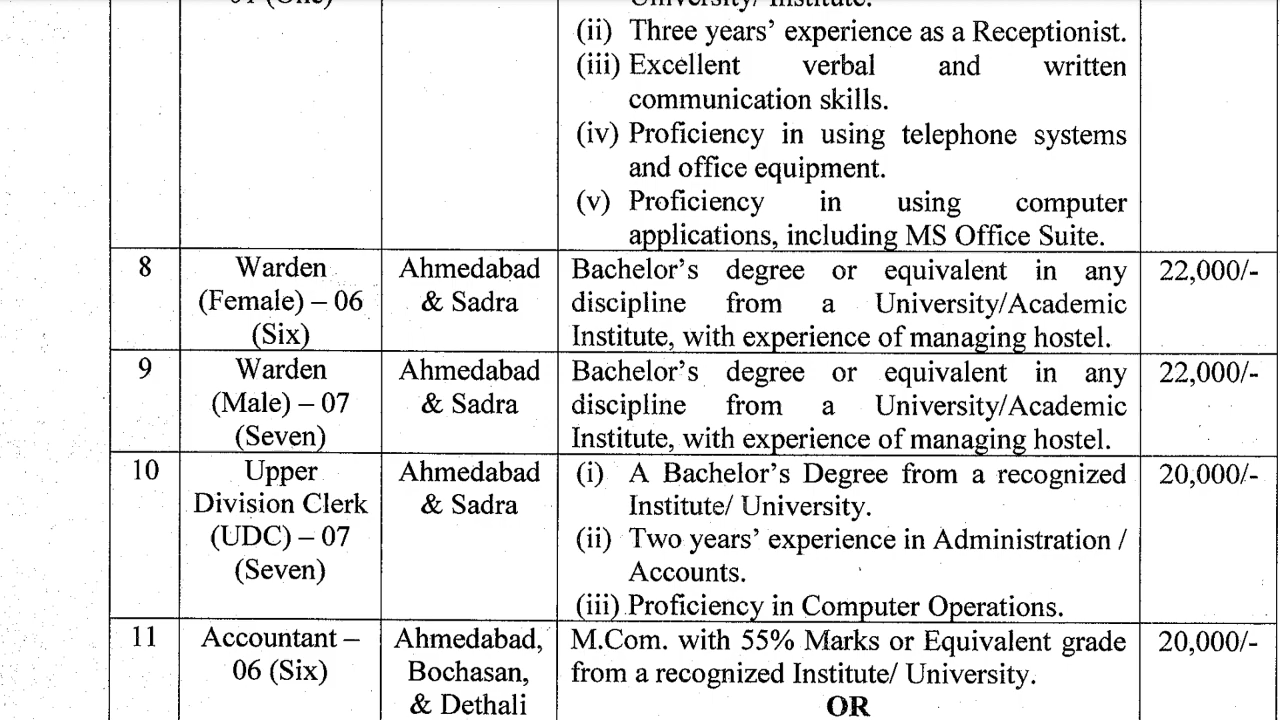 01 (One)
University/ Institute.
(ii) Three years’ experience as a Receptionist.
(iii) Excellent verbal and written
communication skills.
(iv) Proficiency in using telephone systems
and office equipment.
(v) Proficiency in using computer
applications, including MS Office Suite.
8
Warden
(Female) – 06
(Six)
Ahmedabad
& Sadra
Bachelor’s degree or equivalent in any
discipline from a University/Academic
Institute, with experience of managing hostel.
22,000/-
9
Warden
(Male) – 07
(Seven)
Ahmedabad
& Sadra
Bachelor’s degree or equivalent in any
discipline from a University/Academic
Institute, with experience of managing hostel.
22,000/-
10
Upper
Division Clerk
(UDC) – 07
(Seven)
Ahmedabad
& Sadra
(i) A Bachelor’s Degree from a recognized
Institute/ University.
(ii) Two years’ experience in Administration /
Accounts.
(iii) Proficiency in Computer Operations.
20,000/-
11
Accountant –
06 (Six)
Ahmedabad,
Bochasan,
& Dethali
M.Com. with 55% Marks or Equivalent grade
from a recognized Institute/ University.
OR
20,000/-